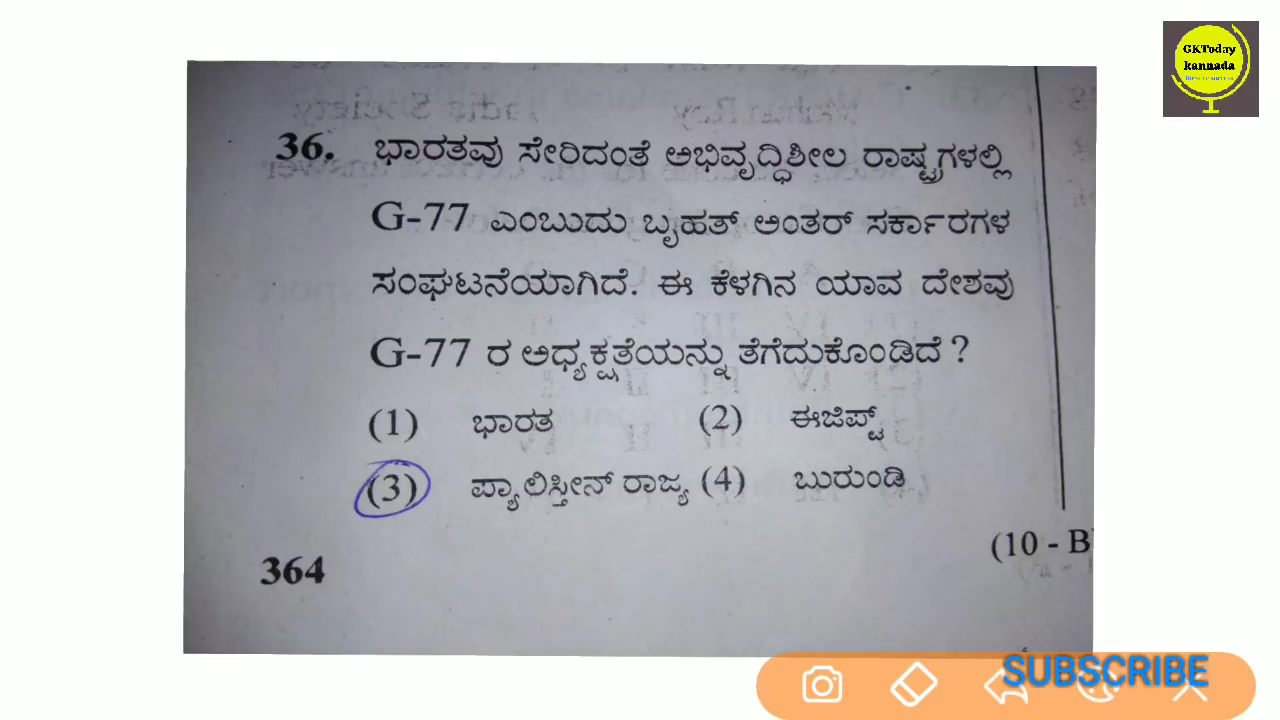 GKToday
kannada
36. ಭಾರತವು ಸೇರಿದಂತೆ ಅಭಿವೃದ್ಧಿಶೀಲ ರಾಷ್ಟ್ರಗಳಲ್ಲಿ
G-77 ಎಂಬುದು ಬೃಹತ್ ಅಂತರ್ ಸರ್ಕಾರಗಳ
ಸಂಘಟನೆಯಾಗಿದೆ. ಈ ಕೆಳಗಿನ ಯಾವ ದೇಶವು
G-77 ರ ಅಧ್ಯಕ್ಷತೆಯನ್ನು ತೆಗೆದುಕೊಂಡಿದೆ ?
(1) ಭಾರತ (2) ಈಜಿಪ್ಟ್
(3) ಪ್ಯಾಲಿಸ್ತೀನ್ ರಾಜ್ಯ (4) ಬುರುಂಡಿ
(10 - B
364
SUBSCRIBE